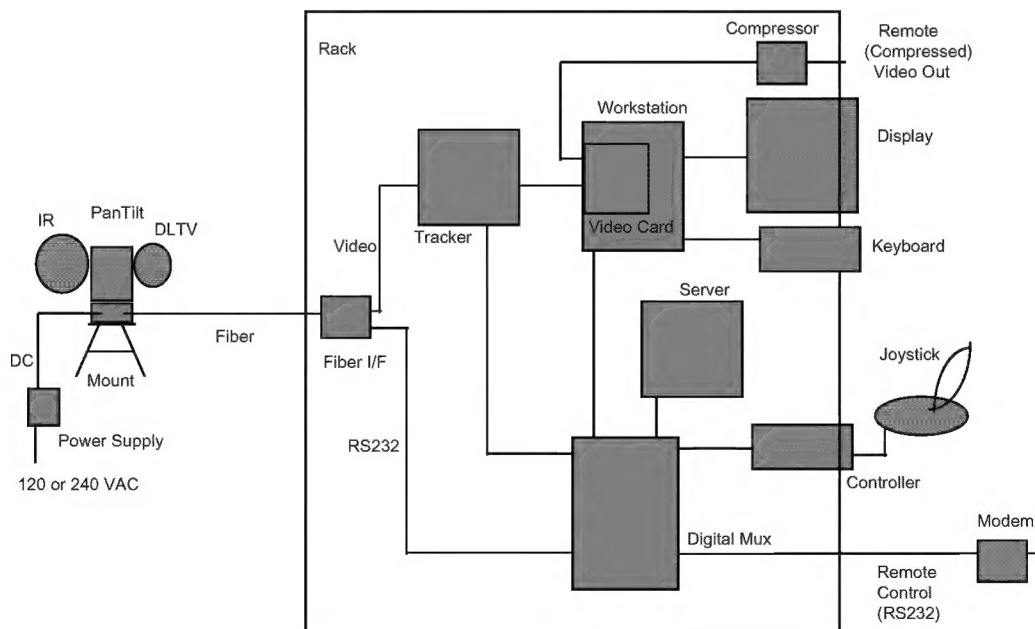 Rack
Compressor
Remote
(Compressed)
Video Out
Workstation
Display
IR
PanTilt
DLTV
Video
Tracker
Video Card
Keyboard
Server
Fiber
Fiber I/F
DC
Mount
Joystick
Power Supply
RS232
120 or 240 VAC
Controller
Digital Mux
Modem
Remote
Control
(RS232)